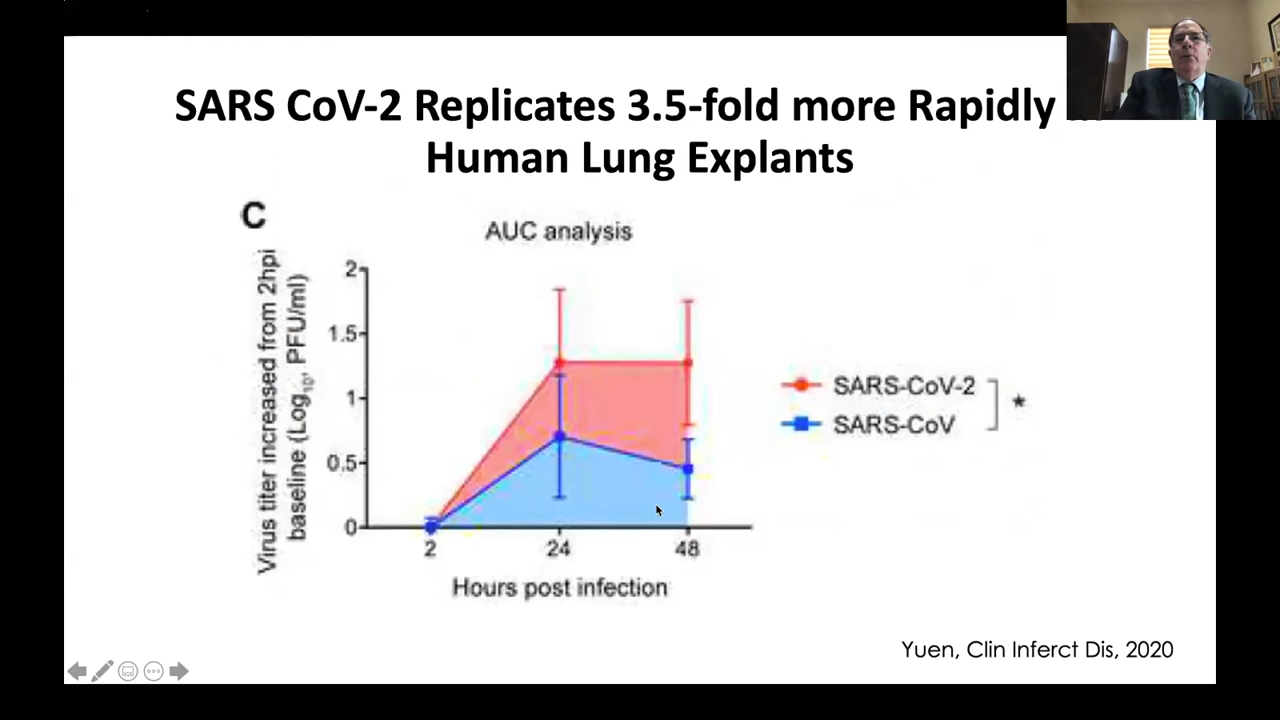 SARS CoV-2 Replicates 3.5-fold more Rapidly
Human Lung Explants
C
AUC analysis
Virus titer increased from 2hpi
baseline (Log10, PFU/ml)
2
1.5
1
0.5
0
2 24 48
Hours post infection
SARS-CoV-2
SARS-CoV
*
Yuen, Clin Inferct Dis, 2020